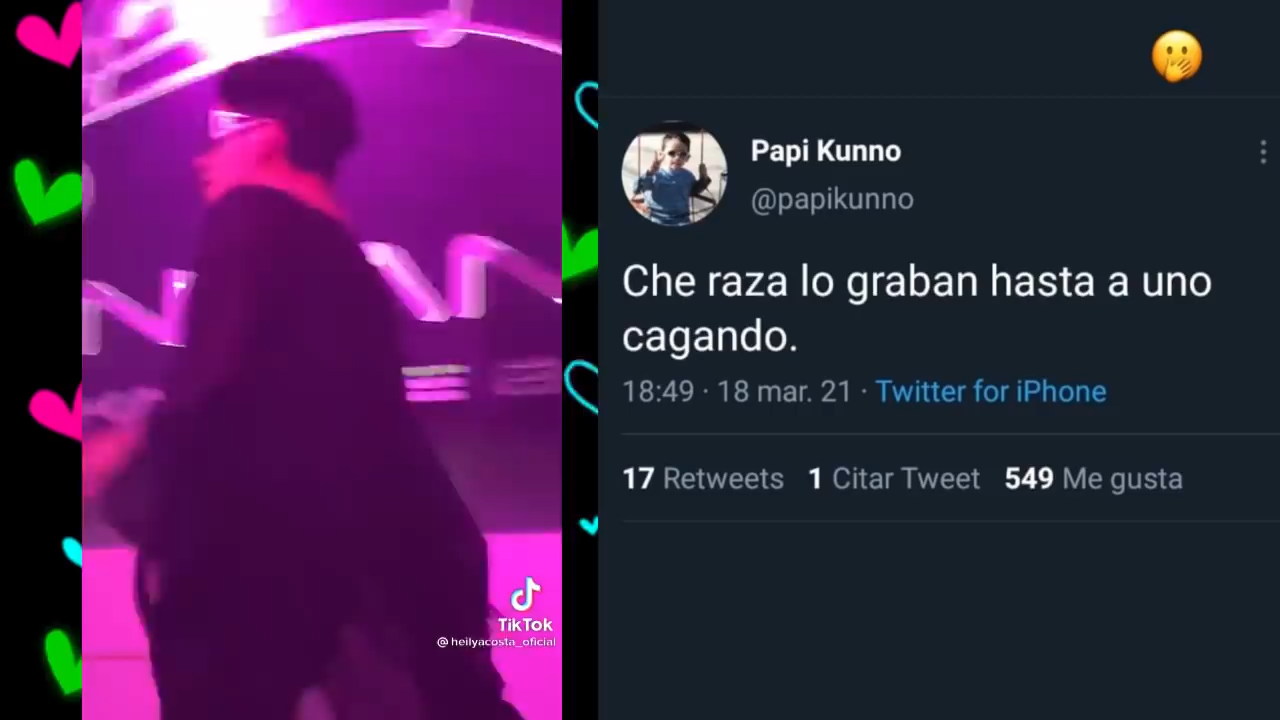 TikTok
@heilyacosta_oficial
Papi Kunno
@papikunno
Che raza lo graban hasta a uno
cagando.
18:49 · 18 mar. 21 · Twitter for iPhone
17 Retweets 1 Citar Tweet 549 Me gusta